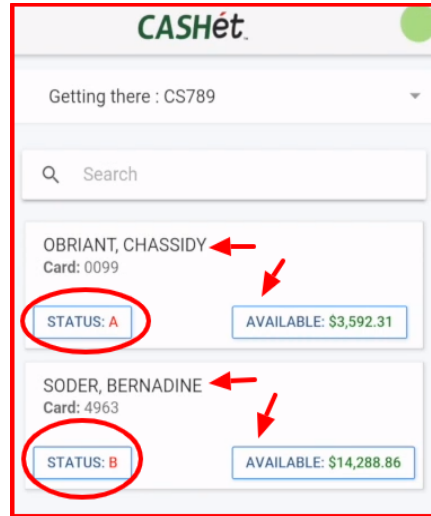 CASHét™
Getting there : CS789
Search
OBRIANT, CHASSIDY
Card: 0099
STATUS: A
AVAILABLE: $3,592.31
SODER, BERNADINE
Card: 4963
STATUS: B
AVAILABLE: $14,288.86